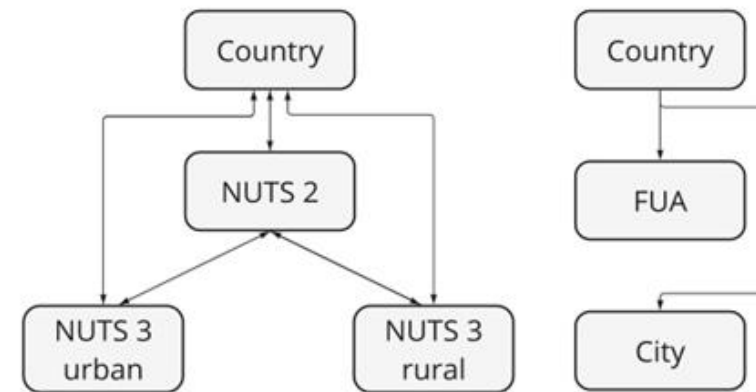 Country
NUTS 2
NUTS 3
urban
NUTS 3
rural
Country
FUA
City